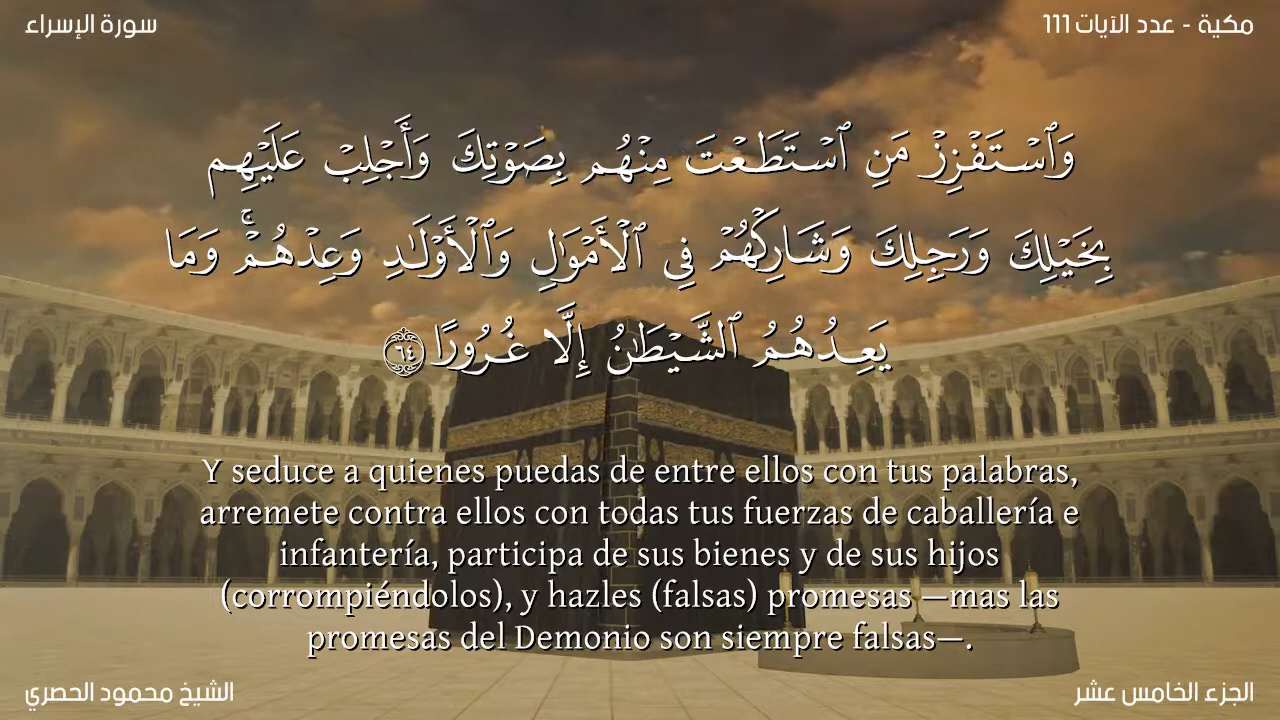 سورة الإسراء
مكية - عدد الآيات 111
وَٱسْتَفْزِزْ مَنِ ٱسْتَطَعْتَ مِنْهُم بِصَوْتِكَ وَأَجْلِبْ عَلَيْهِم
بِخَيْلِكَ وَرَجِلِكَ وَشَارِكْهُمْ فِى ٱلْأَمْوَٰلِ وَٱلْأَوْلَـٰدِ وَعِدْهُمْ ۚ وَمَا
يَعِدُهُمُ ٱلشَّيْطَـٰنُ إِلَّا غُرُورًا ٦٤
Y seduce a quienes puedas de entre ellos con tus palabras,
arremete contra ellos con todas tus fuerzas de caballería e
infantería, participa de sus bienes y de sus hijos
(corrompiéndolos), y hazles (falsas) promesas —mas las
promesas del Demonio son siempre falsas—.
الشيخ محمود الحصري
الجزء الخامس عشر